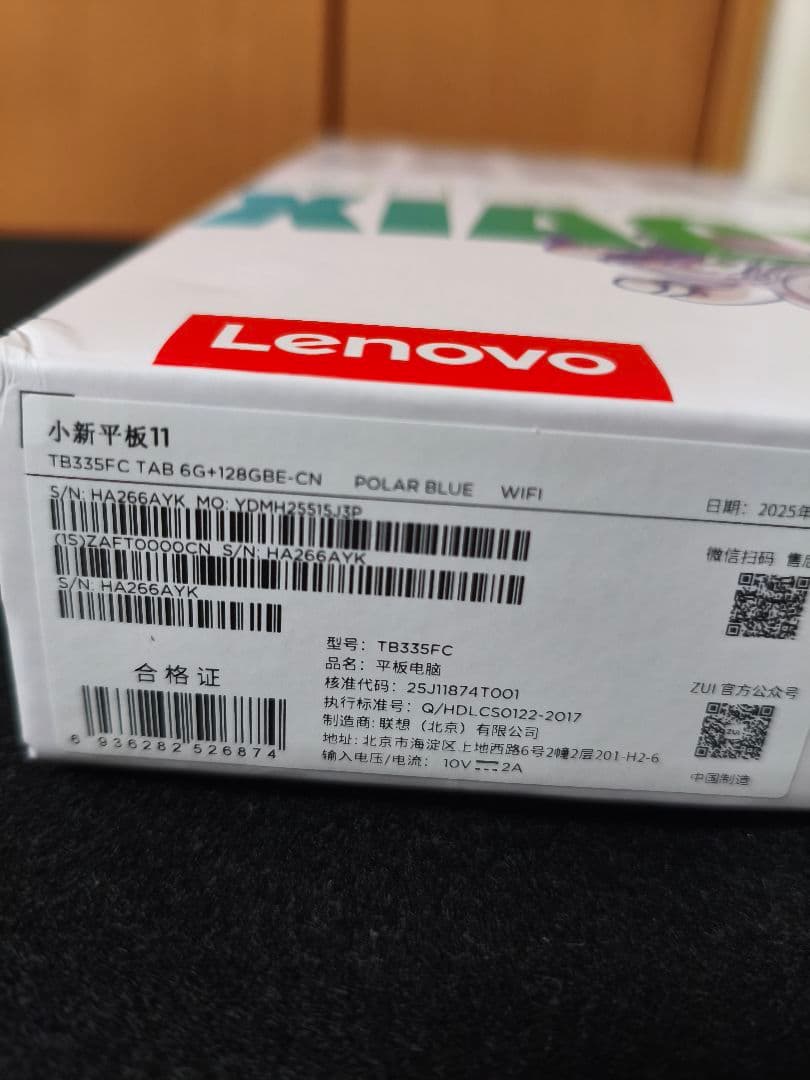 XIAO
Lenovo
小新平板11
TB335FC TAB 6G+128GBE-CN POLAR BLUE WIFI
日期: 2025年
S/N: HA266AYK MO: YDMH25515J3P
(1S)ZAFT0000CN S/N: HA266AYK
S/N: HA266AYK
微信扫码 售后
合格证
6 936282 526874
型号: TB335FC
品名: 平板电脑
核准代码: 25J11874T001
执行标准号: Q/HDLCS0122-2017
制造商: 联想（北京）有限公司
地址: 北京市海淀区上地西路6号2幢2层201-H2-6
输入电压/电流: 10V 2A
ZUI 官方公众号
ZUI
中国制造